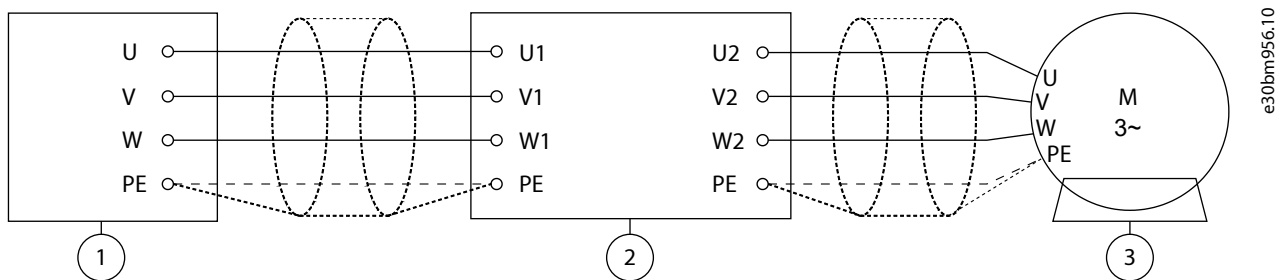 U U1 U2
V V1 V2
W W1 W2
PE PE PE
U
V
W
PE
M
3~
1 2 3
e30bm956.10